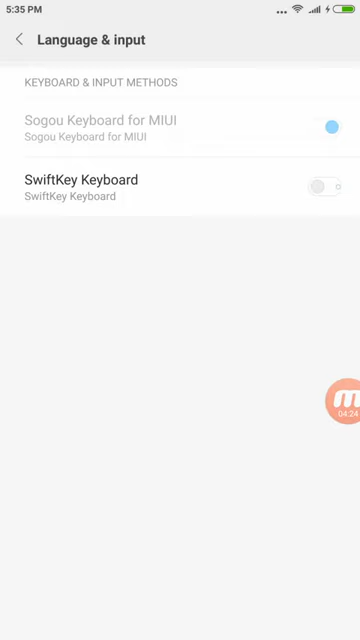 5:35 PM
Language & input
KEYBOARD & INPUT METHODS
Sogou Keyboard for MIUI
Sogou Keyboard for MIUI
SwiftKey Keyboard
SwiftKey Keyboard
04:24